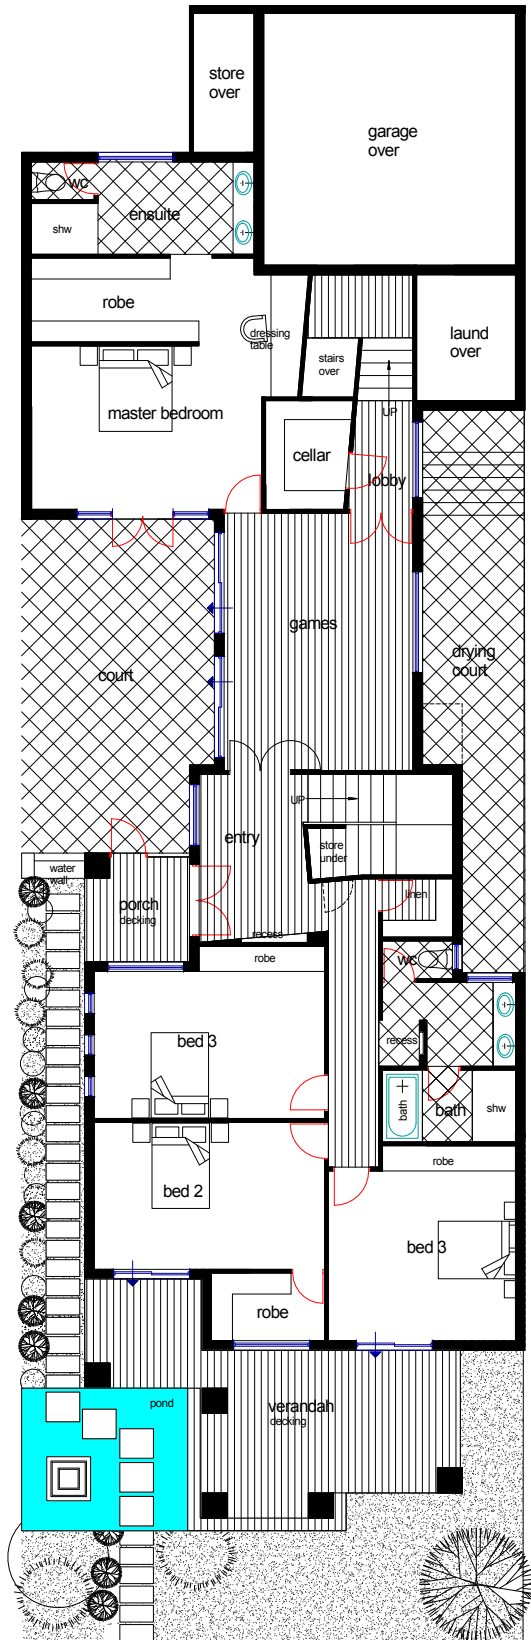 store
over
garage
over
wc
ensuite
shw
robe
dressing
table
stairs
over
laund
over
master bedroom
UP
cellar
lobby
games
court
drying
court
UP
entry
store
under
water
wall
porch
decking
linen
recess
robe
wc
bed 3
recess
bath
bath
shw
robe
bed 2
bed 3
robe
pond
verandah
decking